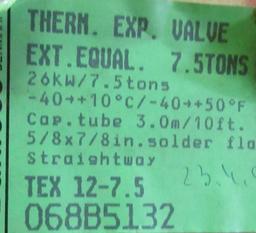 THERM. EXP. VALVE
EXT.EQUAL. 7.5TONS
26kW/7.5tons
-40→+10°C/-40→+50°F
Cap.tube 3.0m/10ft.
5/8x7/8in.solder fla
Straightway
TEX 12-7.5
068B5132